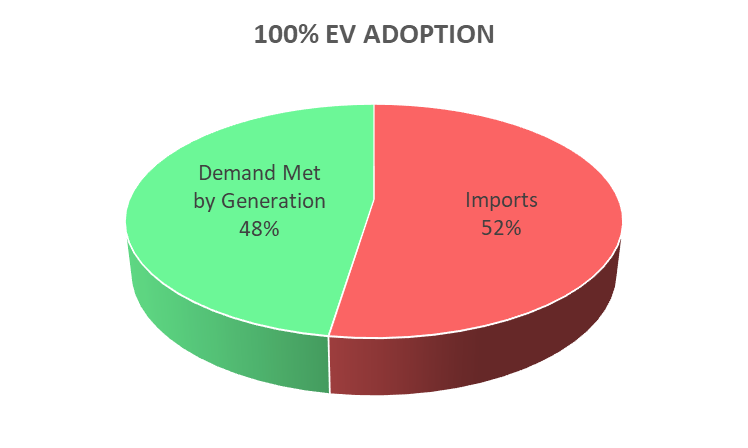 100% EV ADOPTION
Demand Met
by Generation
48%
Imports
52%